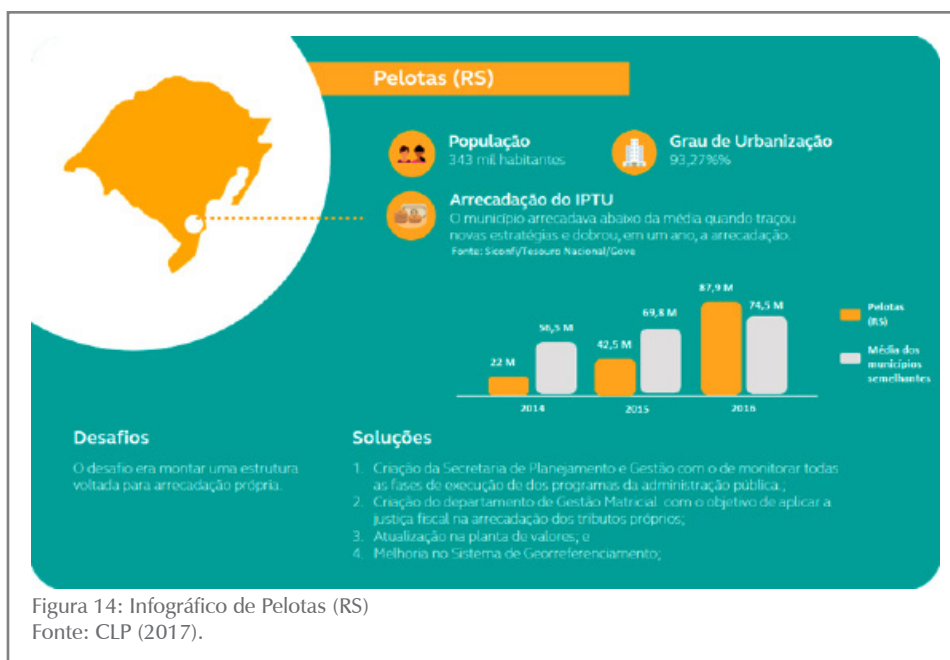 Pelotas (RS)
População
343 mil habitantes
Grau de Urbanização
93,27%%
Arrecadação do IPTU
O município arrecadava abaixo da média quando traçou
novas estratégias e dobrou, em um ano, a arrecadação.
Fonte: Siconfi/Tesouro Nacional/Gove
22 M
56,5 M
42,5 M
69,8 M
87,9 M
74,5 M
2014
2015
2016
Pelotas
(RS)
Média dos
municípios
semelhantes
Desafios
O desafio era montar uma estrutura
voltada para arrecadação própria.
Soluções
1. Criação da Secretaria de Planejamento e Gestão com o de monitorar todas
as fases de execução de dos programas da administração pública.;
2. Criação do departamento de Gestão Matricial com o objetivo de aplicar a
justiça fiscal na arrecadação dos tributos próprios;
3. Atualização na planta de valores; e
4. Melhoria no Sistema de Georreferenciamento;
Figura 14: Infográfico de Pelotas (RS)
Fonte: CLP (2017).